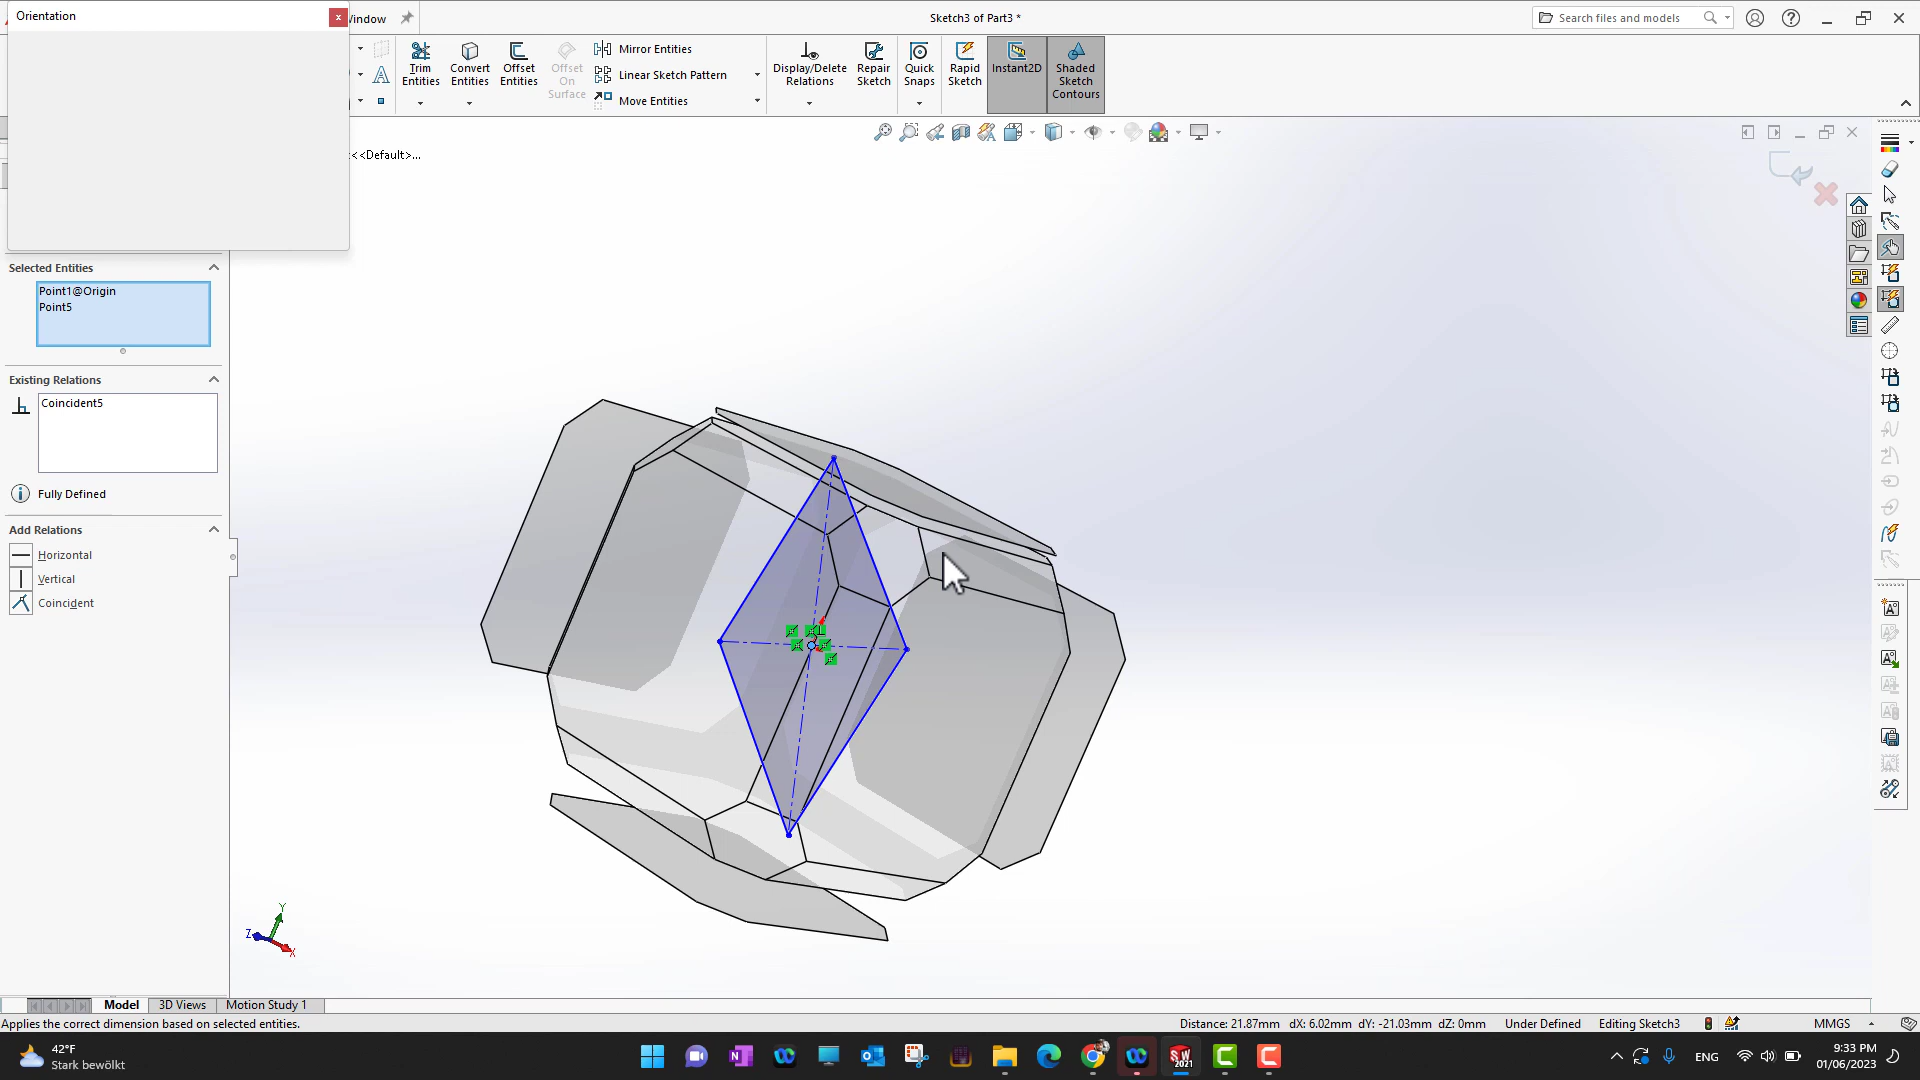 Orientation
Window
Sketch3 of Part3 *
Search files and models
Trim Entities
Convert Entities
Offset Entities
Offset On Surface
Mirror Entities
Linear Sketch Pattern
Move Entities
Display/Delete Relations
Repair Sketch
Quick Snaps
Rapid Sketch
Instant2D
Shaded Sketch Contours
<<Default>...
Selected Entities
Point1@Origin
Point5
Existing Relations
Coincident5
Fully Defined
Add Relations
Horizontal
Vertical
Coincident
Y
Z
X
Model
3D Views
Motion Study 1
Applies the correct dimension based on selected entities.
Distance: 21.87mm dX: 6.02mm dY: -21.03mm dZ: 0mm
Under Defined
Editing Sketch3
MMGS
42°F
Stark bewölkt
SW
2021
ENG
9:33 PM
01/06/2023